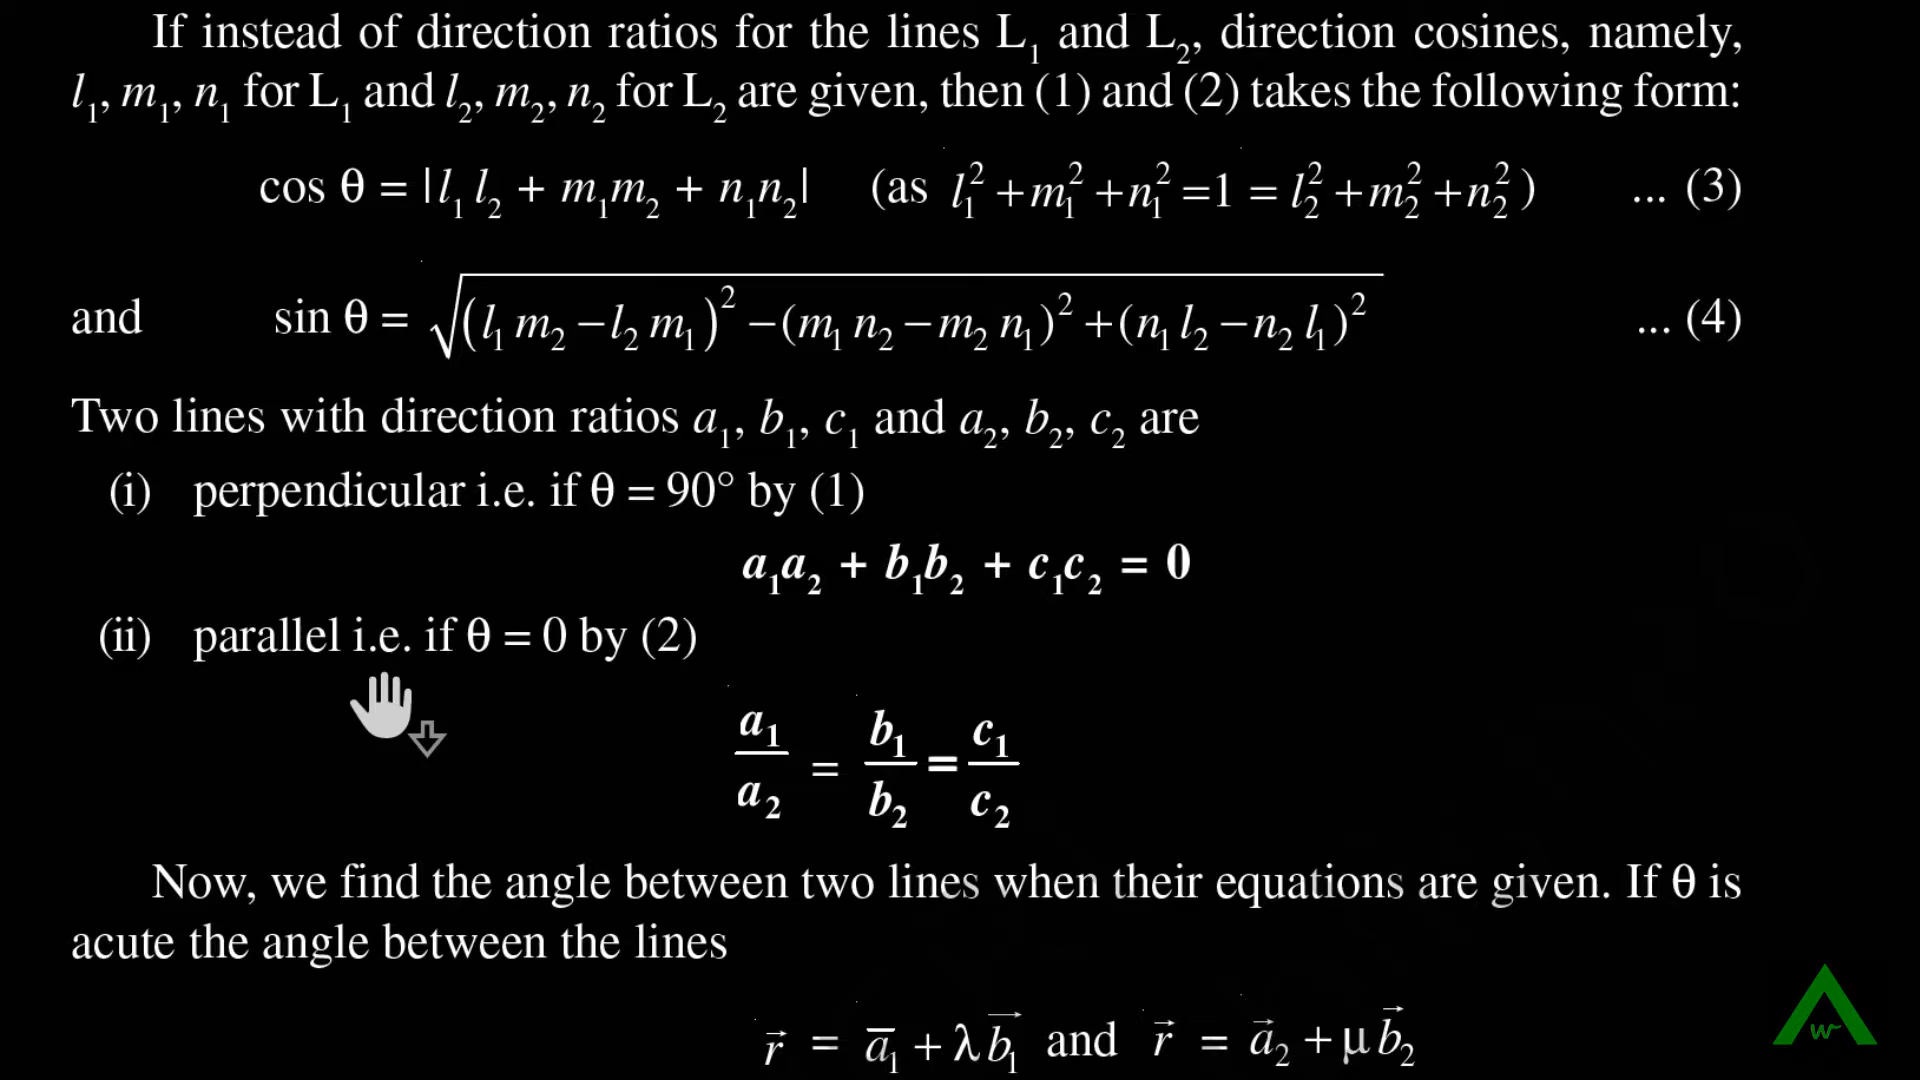 If instead of direction ratios for the lines L₁ and L₂, direction cosines, namely,
l₁, m₁, n₁ for L₁ and l₂, m₂, n₂ for L₂ are given, then (1) and (2) takes the following form:
cos θ = |l₁ l₂ + m₁m₂ + n₁n₂| (as l₁² + m₁² + n₁² = 1 = l₂² + m₂² + n₂²) ... (3)
and sin θ = √((l₁ m₂ − l₂ m₁)² − (m₁ n₂ − m₂ n₁)² + (n₁ l₂ − n₂ l₁)²) ... (4)
Two lines with direction ratios a₁, b₁, c₁ and a₂, b₂, c₂ are
(i) perpendicular i.e. if θ = 90° by (1)
a₁a₂ + b₁b₂ + c₁c₂ = 0
(ii) parallel i.e. if θ = 0 by (2)
a₁/a₂ = b₁/b₂ = c₁/c₂
Now, we find the angle between two lines when their equations are given. If θ is
acute the angle between the lines
r⃗ = a̅₁ + λb⃗₁ and r⃗ = a⃗₂ + μb⃗₂
w